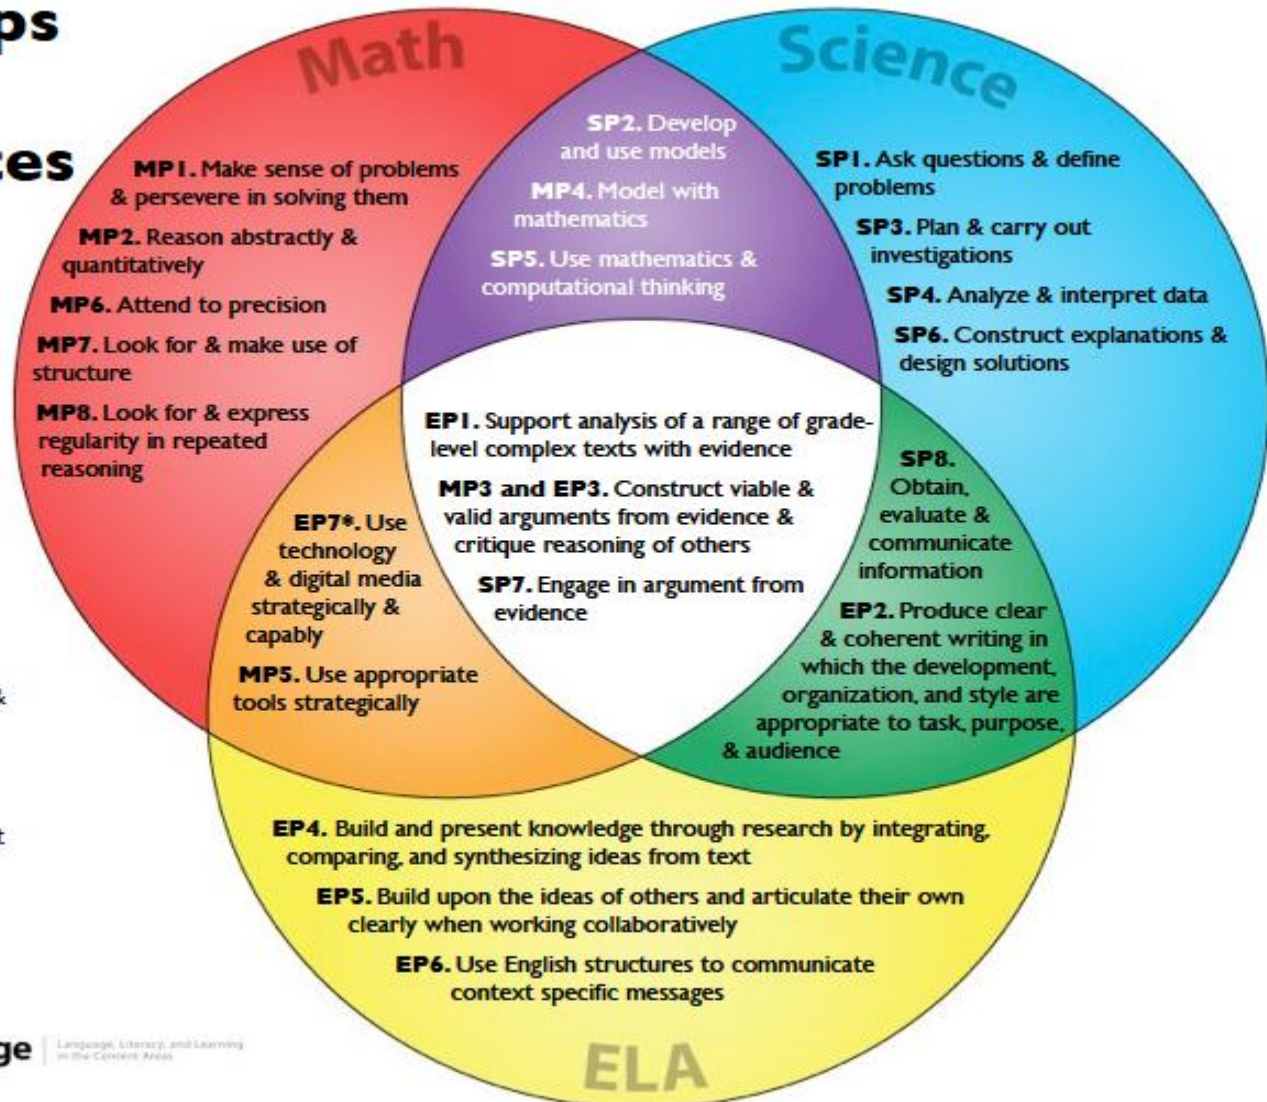 ps
ces
Math
MP1. Make sense of problems
& persevere in solving them
MP2. Reason abstractly &
quantitatively
MP6. Attend to precision
MP7. Look for & make use of
structure
MP8. Look for & express
regularity in repeated
reasoning
SP2. Develop
and use models
MP4. Model with
mathematics
SP5. Use mathematics &
computational thinking
Science
SP1. Ask questions & define
problems
SP3. Plan & carry out
investigations
SP4. Analyze & interpret data
SP6. Construct explanations &
design solutions
EP1. Support analysis of a range of grade-
level complex texts with evidence
MP3 and EP3. Construct viable &
valid arguments from evidence &
critique reasoning of others
SP7. Engage in argument from
evidence
EP7*. Use
technology
& digital media
strategically &
capably
MP5. Use appropriate
tools strategically
SP8.
Obtain,
evaluate &
communicate
information
EP2. Produce clear
& coherent writing in
which the development,
organization, and style are
appropriate to task, purpose,
& audience
&
t
EP4. Build and present knowledge through research by integrating,
comparing, and synthesizing ideas from text
EP5. Build upon the ideas of others and articulate their own
clearly when working collaboratively
EP6. Use English structures to communicate
context specific messages
ELA
ge
Language, Literacy, and Learning
in the Content Areas